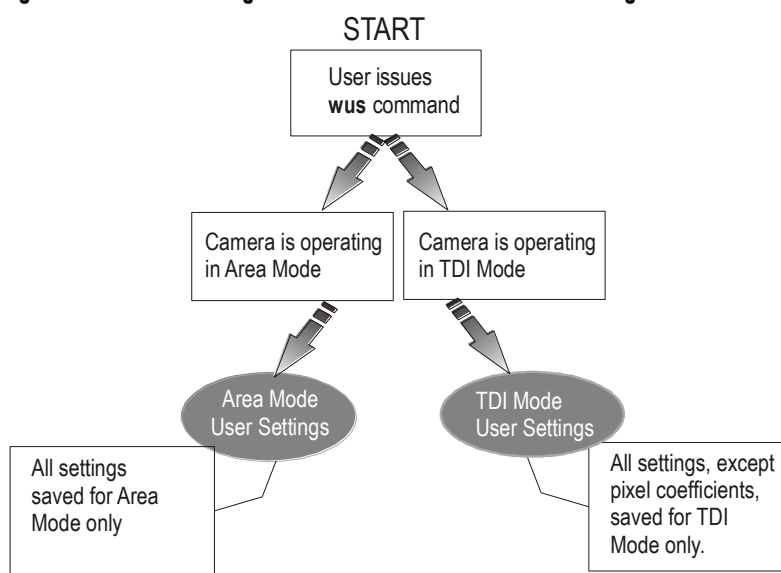 START
User issues
wus command
Camera is operating
in Area Mode
Camera is operating
in TDI Mode
Area Mode
User Settings
TDI Mode
User Settings
All settings
saved for Area
Mode only
All settings, except
pixel coefficients,
saved for TDI
Mode only.